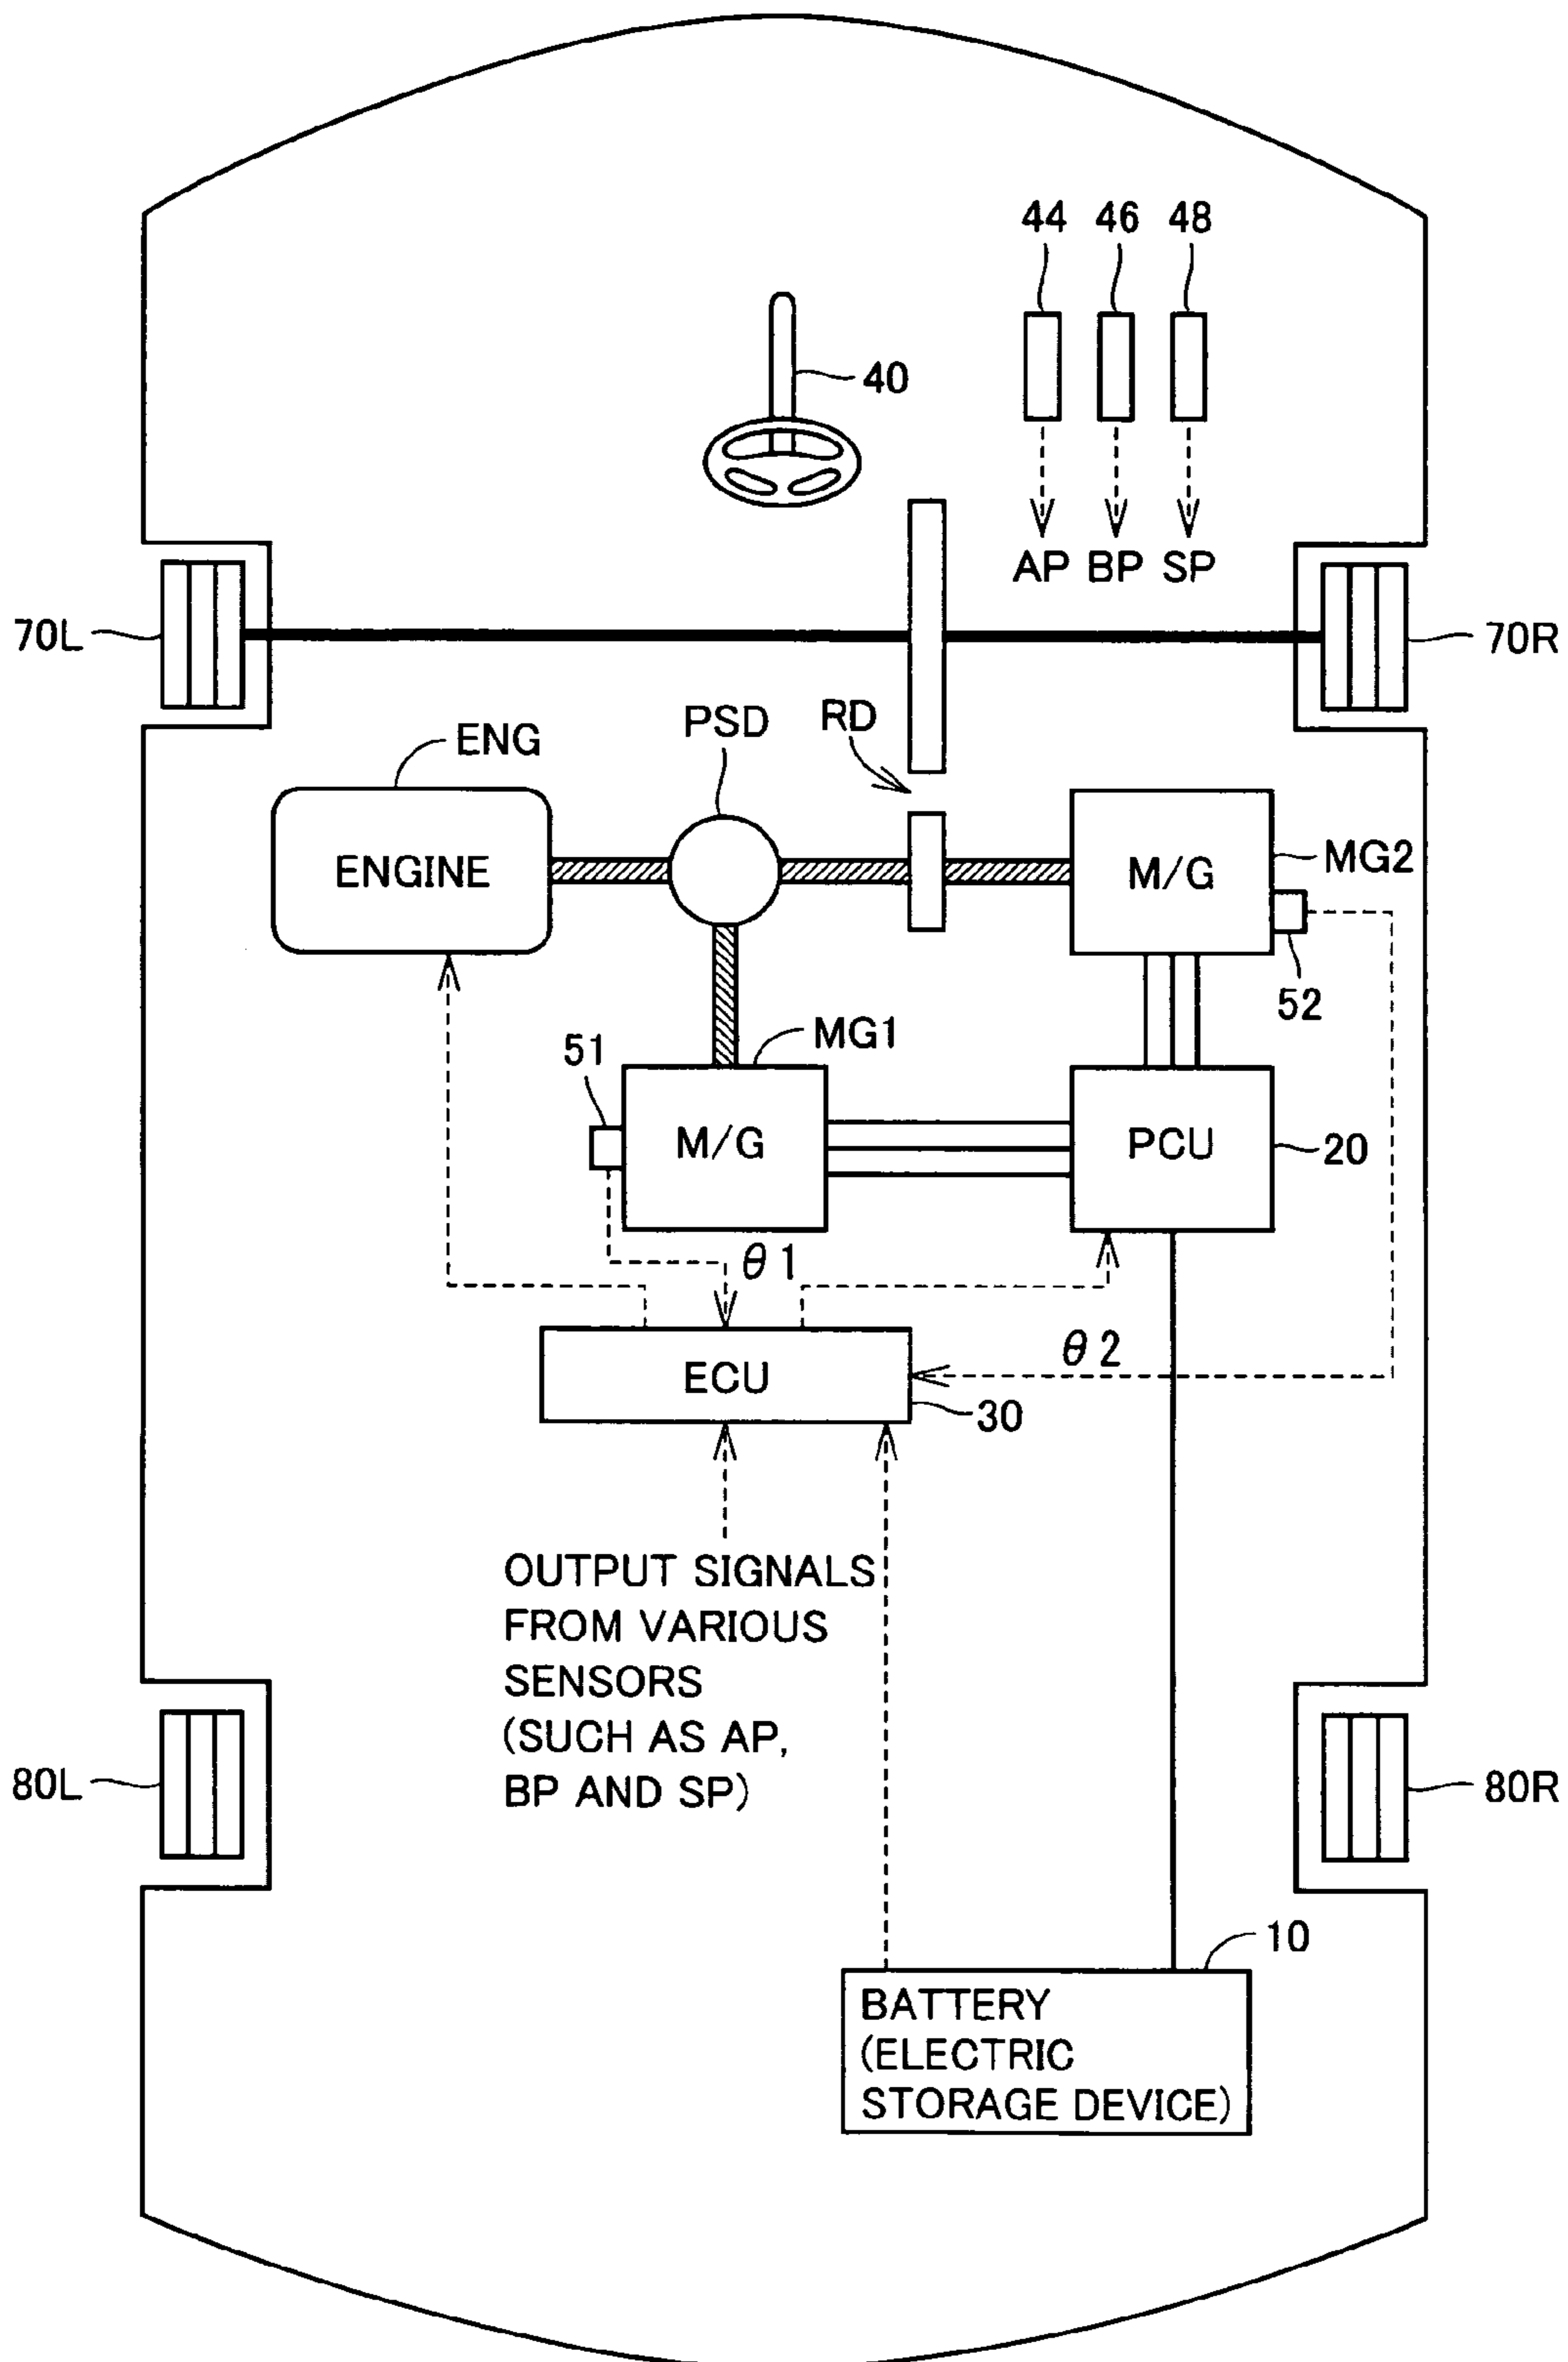 44 46 48
40
AP BP SP
70L
70R
ENG
PSD
RD
ENGINE
M/G
MG2
52
MG1
51
M/G
PCU
20
θ1
θ2
ECU
30
OUTPUT SIGNALS
FROM VARIOUS
SENSORS
(SUCH AS AP,
BP AND SP)
80L
80R
10
BATTERY
(ELECTRIC
STORAGE DEVICE)